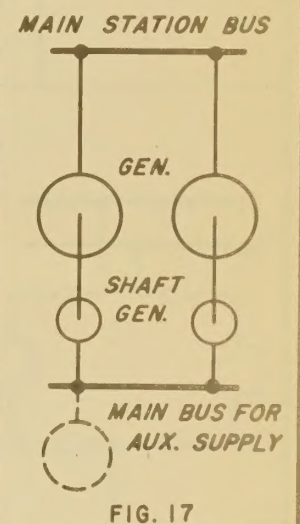 MAIN STATION BUS
GEN.
SHAFT
GEN.
MAIN BUS FOR
AUX. SUPPLY
FIG. 17